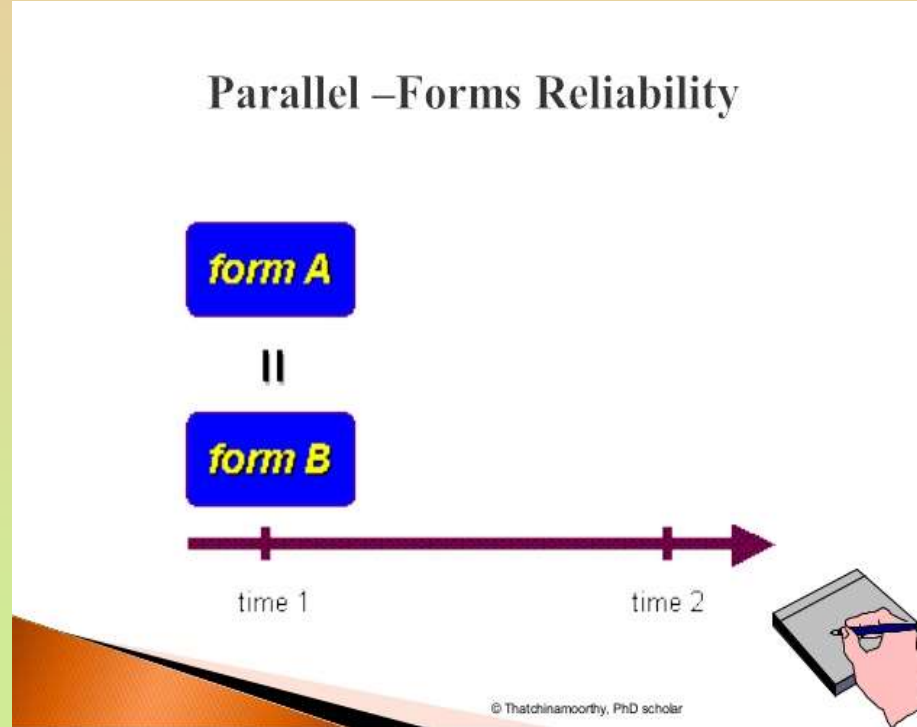 Parallel –Forms Reliability
form A
=
form B
time 1 time 2
© Thatchinamoorthy, PhD scholar